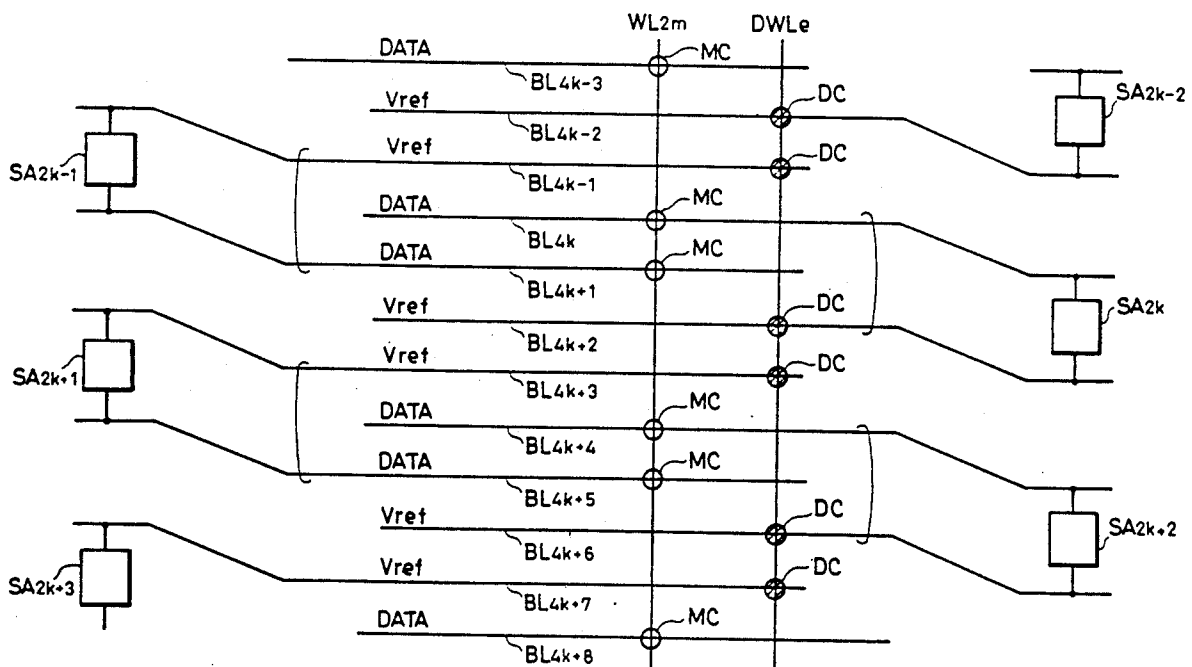 WL2m DWLe
DATA MC
BL4k-3
Vref DC SA2k-2
BL4k-2
Vref DC
SA2k-1 BL4k-1
DATA MC
BL4k
DATA MC
BL4k+1
Vref DC SA2k
BL4k+2
Vref DC
SA2k+1 BL4k+3
DATA MC
BL4k+4
DATA MC
BL4k+5
Vref DC SA2k+2
BL4k+6
Vref DC
SA2k+3 BL4k+7
DATA MC
BL4k+8